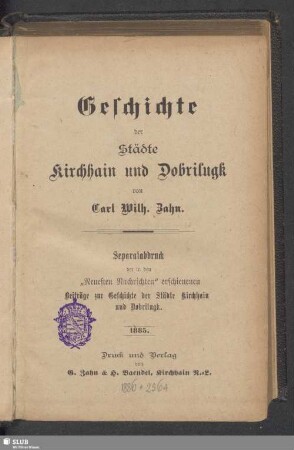 Geschichte
der
Städte
Kirchhain und Dobrilugk
von
Carl Wilh. Zahn.
Separatabdruck
der in den
„Neuesten Nachrichten“ erschienenen
Beiträge zur Geschichte der Städte Kirchhain
und Dobrilugk.
1885.
Druck und Verlag
von
G. Zahn & H. Baendel, Kirchhain N.-L.
SLUB